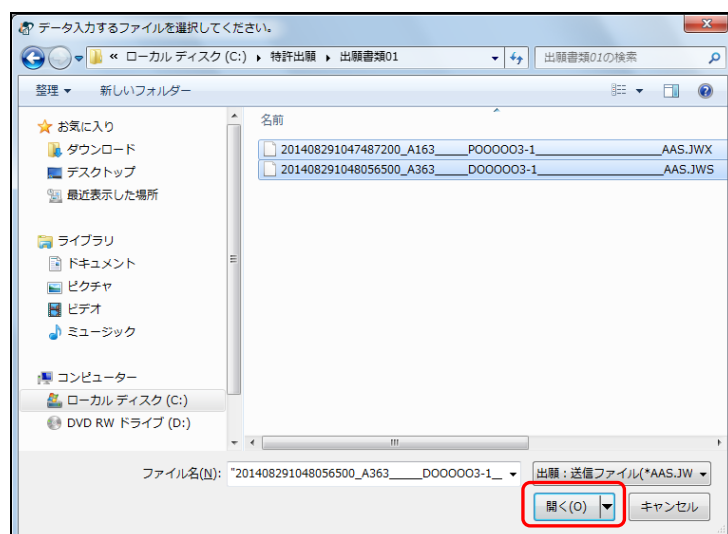 データ入力するファイルを選択してください。
« ローカル ディスク (C:) ▸ 特許出願 ▸ 出願書類01
出願書類01の検索
整理 ▼ 新しいフォルダー
お気に入り
ダウンロード
デスクトップ
最近表示した場所
ライブラリ
ドキュメント
ピクチャ
ビデオ
ミュージック
コンピューター
ローカル ディスク (C:)
DVD RW ドライブ (D:)
名前
201408291047487200_A163_____POOOOO3-1_________________AAS.JWX
201408291048056500_A363_____DOOOOO3-1_________________AAS.JWS
ファイル名(N): "201408291048056500_A363_____DOOOOO3-1__
出願：送信ファイル(*AAS.JW
開く(O)
キャンセル